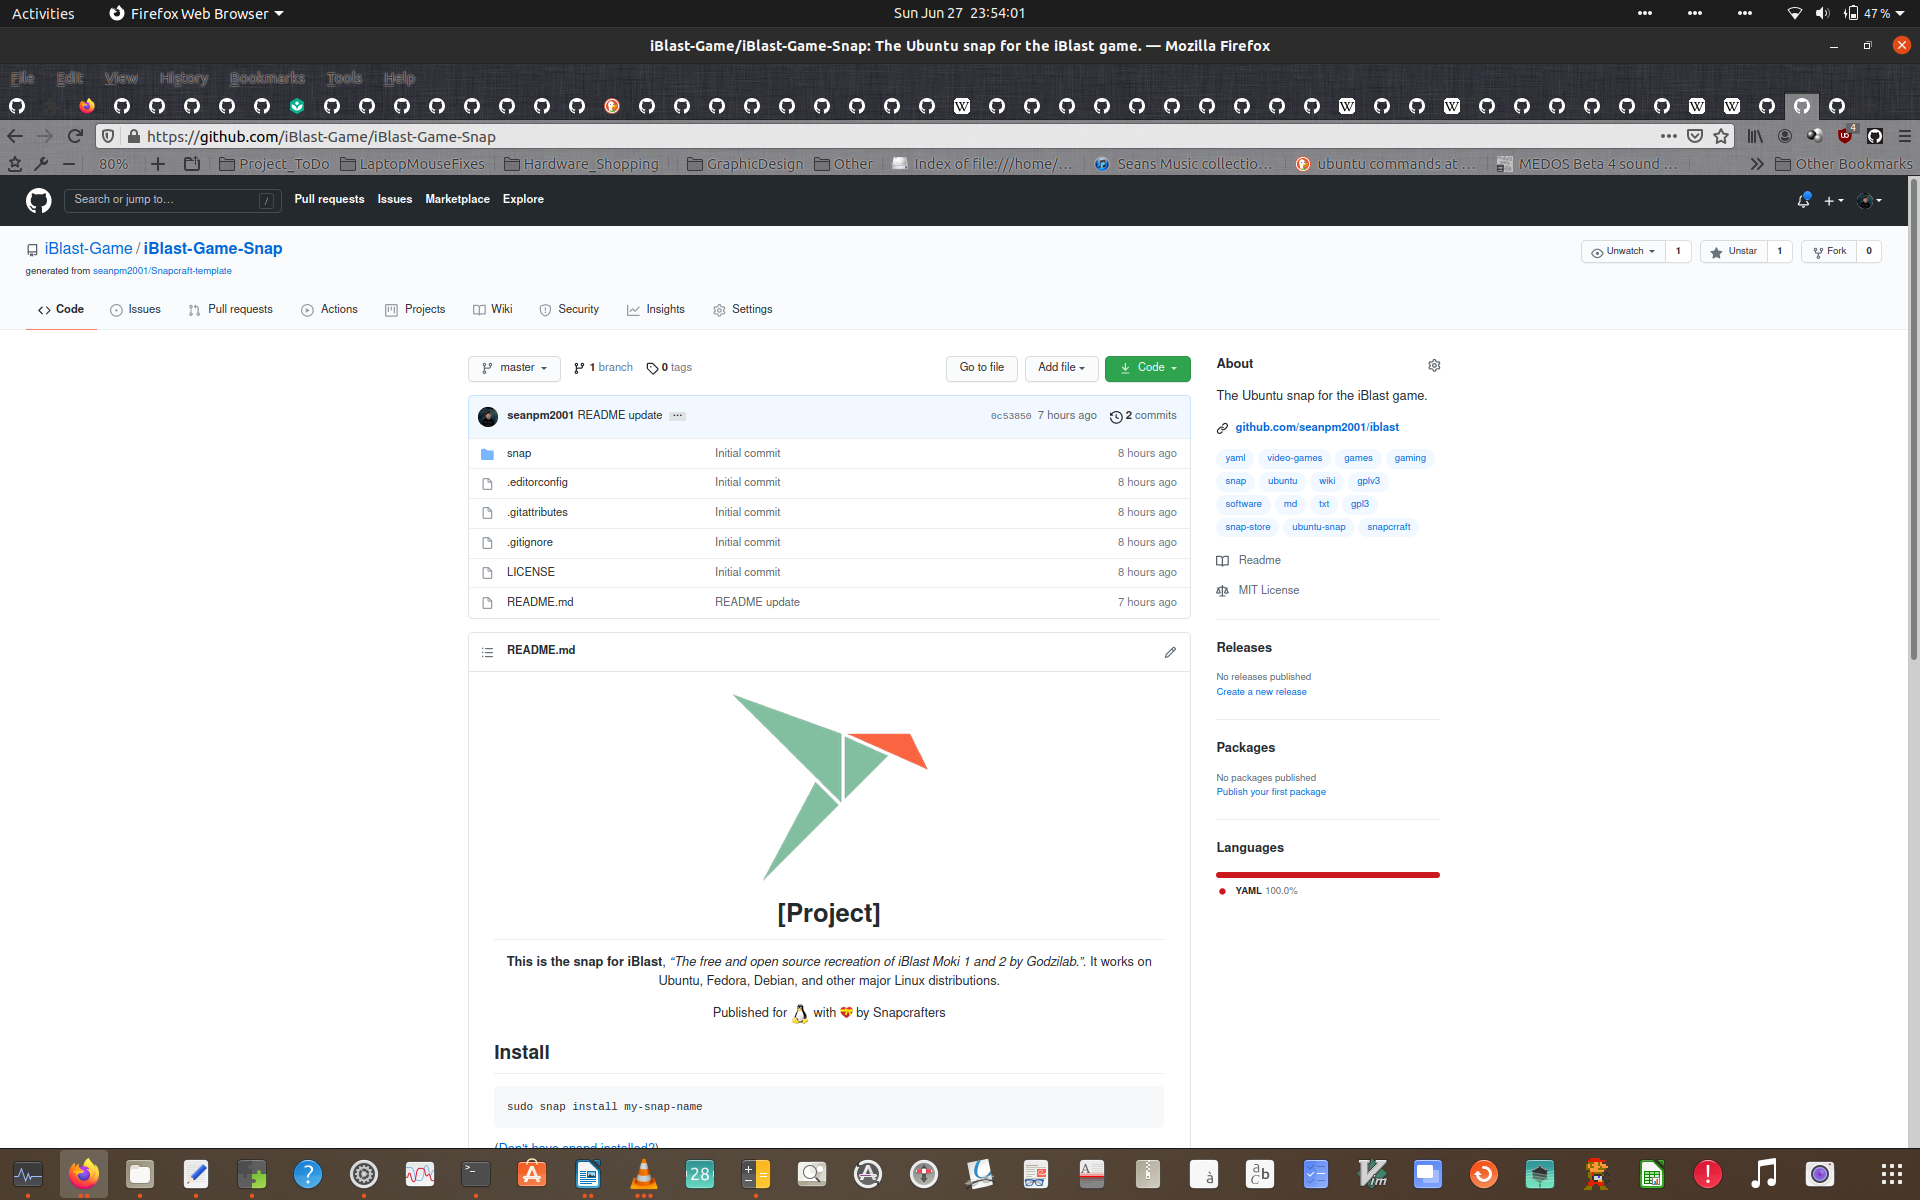 Activities Firefox Web Browser Sun Jun 27 23:54:01 47 %
iBlast-Game/iBlast-Game-Snap: The Ubuntu snap for the iBlast game. — Mozilla Firefox
File Edit View History Bookmarks Tools Help
https://github.com/iBlast-Game/iBlast-Game-Snap 4
80% Project_ToDo LaptopMouseFixes Hardware_Shopping GraphicDesign Other Index of file:///home/... Seans Music collectio... ubuntu commands at ... MEDOS Beta 4 sound ... Other Bookmarks
Search or jump to... / Pull requests Issues Marketplace Explore
iBlast-Game / iBlast-Game-Snap Unwatch 1 Unstar 1 Fork 0
generated from seanpm2001/Snapcraft-template
Code Issues Pull requests Actions Projects Wiki Security Insights Settings
master 1 branch 0 tags Go to file Add file Code
seanpm2001 README update ... 0c53850 7 hours ago 2 commits
snap Initial commit 8 hours ago
.editorconfig Initial commit 8 hours ago
.gitattributes Initial commit 8 hours ago
.gitignore Initial commit 8 hours ago
LICENSE Initial commit 8 hours ago
README.md README update 7 hours ago
README.md
[Project]
This is the snap for iBlast, “The free and open source recreation of iBlast Moki 1 and 2 by Godzilab.”. It works on
Ubuntu, Fedora, Debian, and other major Linux distributions.
Published for 🐧 with 💝 by Snapcrafters
Install
sudo snap install my-snap-name
(Don't have snapd installed?)
About
The Ubuntu snap for the iBlast game.
github.com/seanpm2001/iblast
yaml video-games games gaming
snap ubuntu wiki gplv3
software md txt gpl3
snap-store ubuntu-snap snapcrraft
Readme
MIT License
Releases
No releases published
Create a new release
Packages
No packages published
Publish your first package
Languages
YAML 100.0%
28